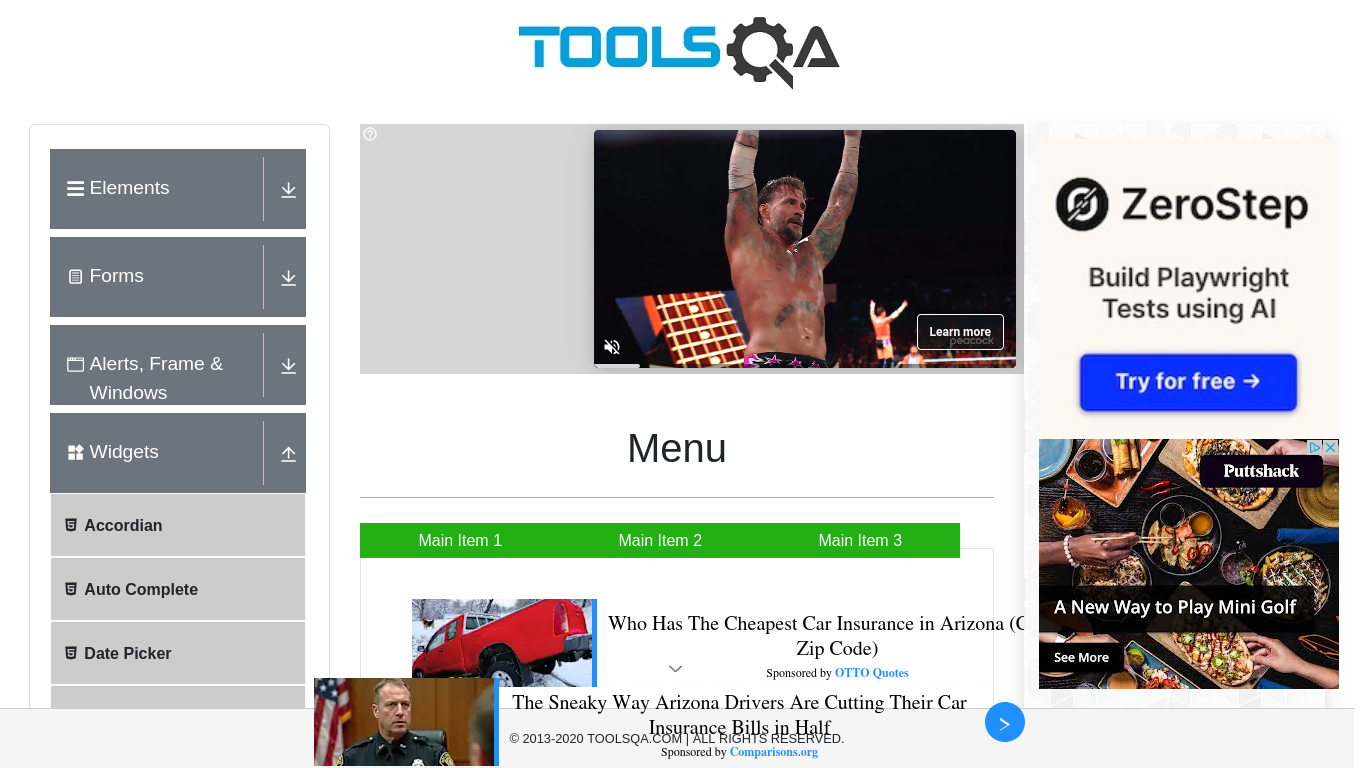 TOOLSQA
Elements
Forms
Alerts, Frame &
Windows
Widgets
Accordian
Auto Complete
Date Picker
Learn more
peacock
Menu
Main Item 1
Main Item 2
Main Item 3
Who Has The Cheapest Car Insurance in Arizona (
Zip Code)
Sponsored by OTTO Quotes
The Sneaky Way Arizona Drivers Are Cutting Their Car
Insurance Bills in Half
Sponsored by Comparisons.org
© 2013-2020 TOOLSQA.COM | ALL RIGHTS RESERVED.
ZeroStep
Build Playwright
Tests using AI
Try for free →
Puttshack
A New Way to Play Mini Golf
See More